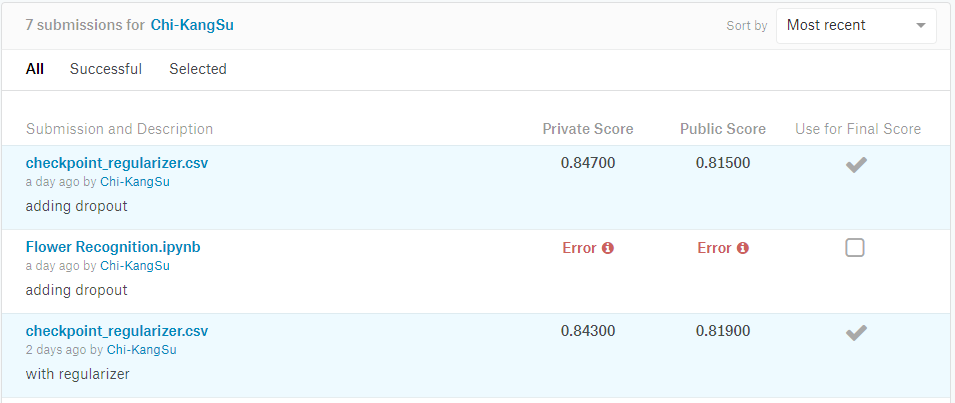 7 submissions for Chi-KangSu
Sort by Most recent
All Successful Selected
Submission and Description Private Score Public Score Use for Final Score
checkpoint_regularizer.csv 0.84700 0.81500
a day ago by Chi-KangSu
adding dropout
Flower Recognition.ipynb Error Error
a day ago by Chi-KangSu
adding dropout
checkpoint_regularizer.csv 0.84300 0.81900
2 days ago by Chi-KangSu
with regularizer